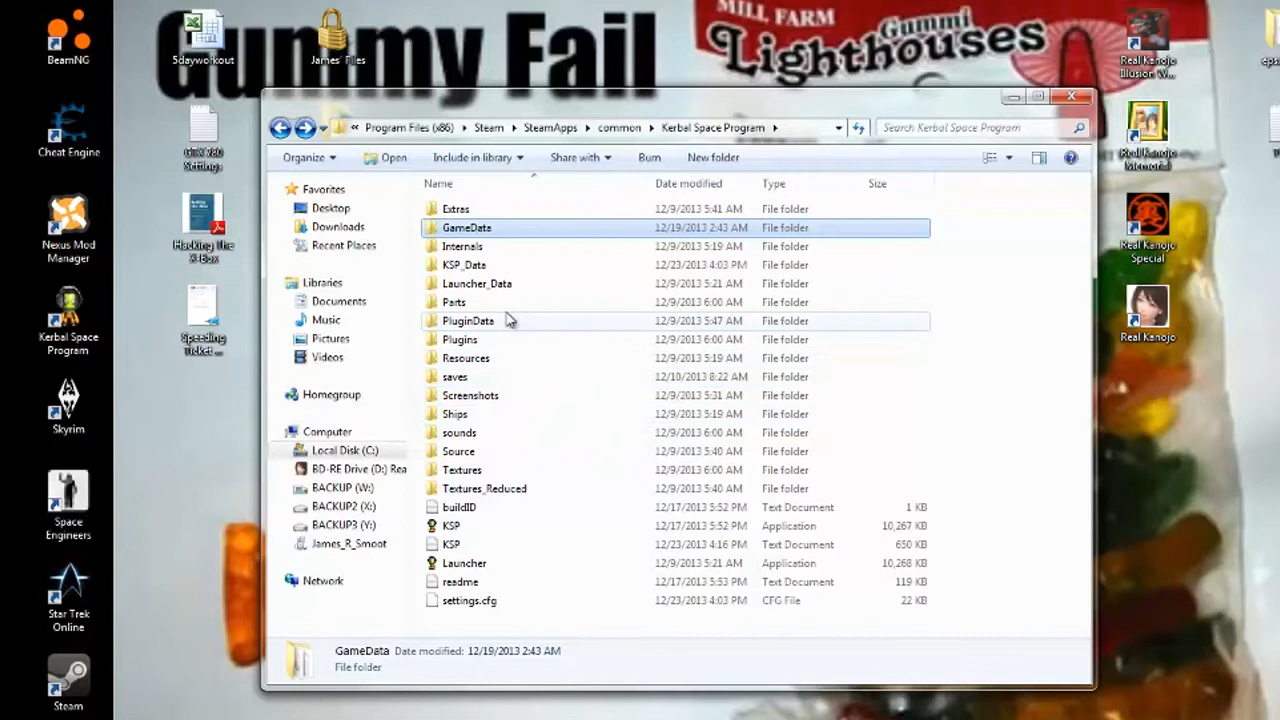 Gummy Fail
MILL FARM
Gummi
Lighthouses
BeamNG
Cheat Engine
Nexus Mod
Manager
Kerbal Space
Program
Skyrim
Space
Engineers
Star Trek
Online
Steam
5dayworkout
GTX 780
Settings
Hacking The
X-Box
Speeding
Ticket ...
James' Files
Real Kanojo
Illusion W...
Real Kanojo
Memorial
Real Kanojo
Special
Real Kanojo
« Program Files (x86) Steam SteamApps common Kerbal Space Program
Search Kerbal Space Program
Organize Open Include in library Share with Burn New folder
Favorites
Desktop
Downloads
Recent Places
Libraries
Documents
Music
Pictures
Videos
Homegroup
Computer
Local Disk (C:)
BD-RE Drive (D:) Rea
BACKUP (W:)
BACKUP2 (X:)
BACKUP3 (Y:)
James_R_Smoot
Network
Name Date modified Type Size
Extras 12/9/2013 5:41 AM File folder
GameData 12/19/2013 2:43 AM File folder
Internals 12/9/2013 5:19 AM File folder
KSP_Data 12/23/2013 4:03 PM File folder
Launcher_Data 12/9/2013 5:21 AM File folder
Parts 12/9/2013 6:00 AM File folder
PluginData 12/9/2013 5:47 AM File folder
Plugins 12/9/2013 6:00 AM File folder
Resources 12/9/2013 5:19 AM File folder
saves 12/10/2013 8:22 AM File folder
Screenshots 12/9/2013 5:31 AM File folder
Ships 12/9/2013 5:19 AM File folder
sounds 12/9/2013 6:00 AM File folder
Source 12/9/2013 5:40 AM File folder
Textures 12/9/2013 6:00 AM File folder
Textures_Reduced 12/9/2013 5:40 AM File folder
buildID 12/17/2013 5:52 PM Text Document 1 KB
KSP 12/17/2013 5:52 PM Application 10,267 KB
KSP 12/23/2013 4:16 PM Text Document 650 KB
Launcher 12/9/2013 5:21 AM Application 10,268 KB
readme 12/17/2013 5:53 PM Text Document 119 KB
settings.cfg 12/23/2013 4:03 PM CFG File 22 KB
GameData Date modified: 12/19/2013 2:43 AM
File folder